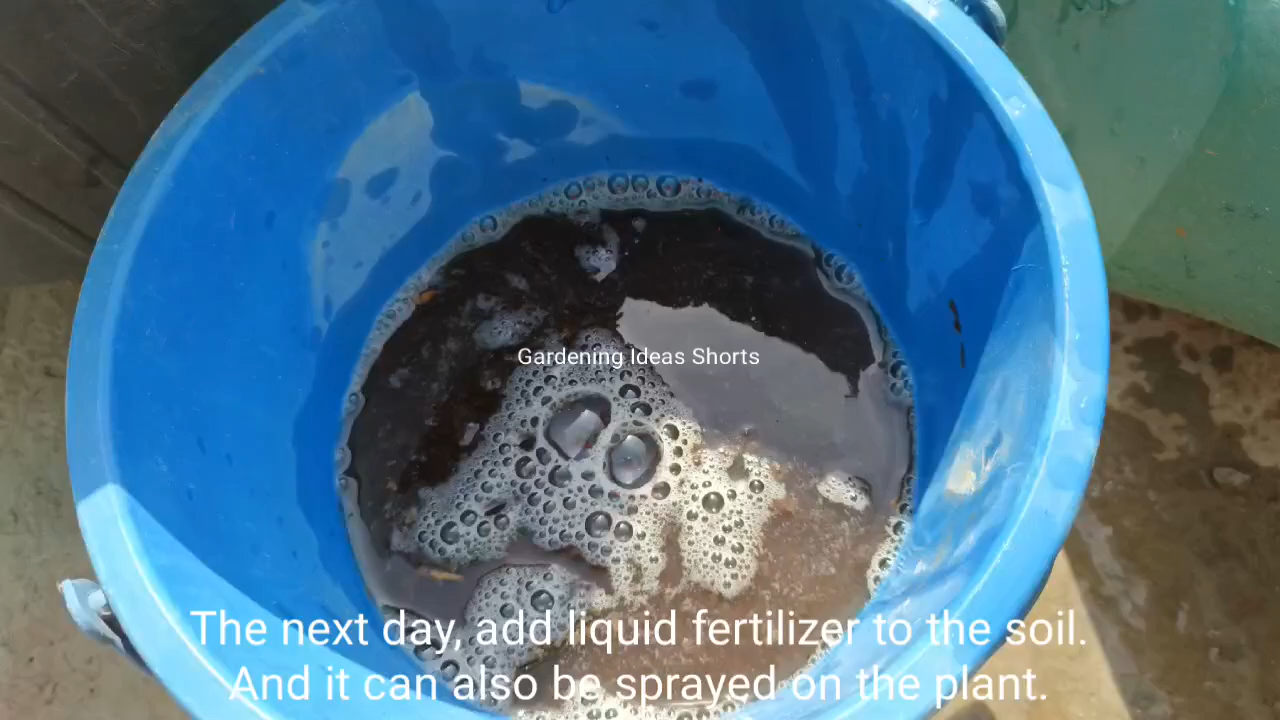 Gardening Ideas Shorts
The next day, add liquid fertilizer to the soil.
And it can also be sprayed on the plant.